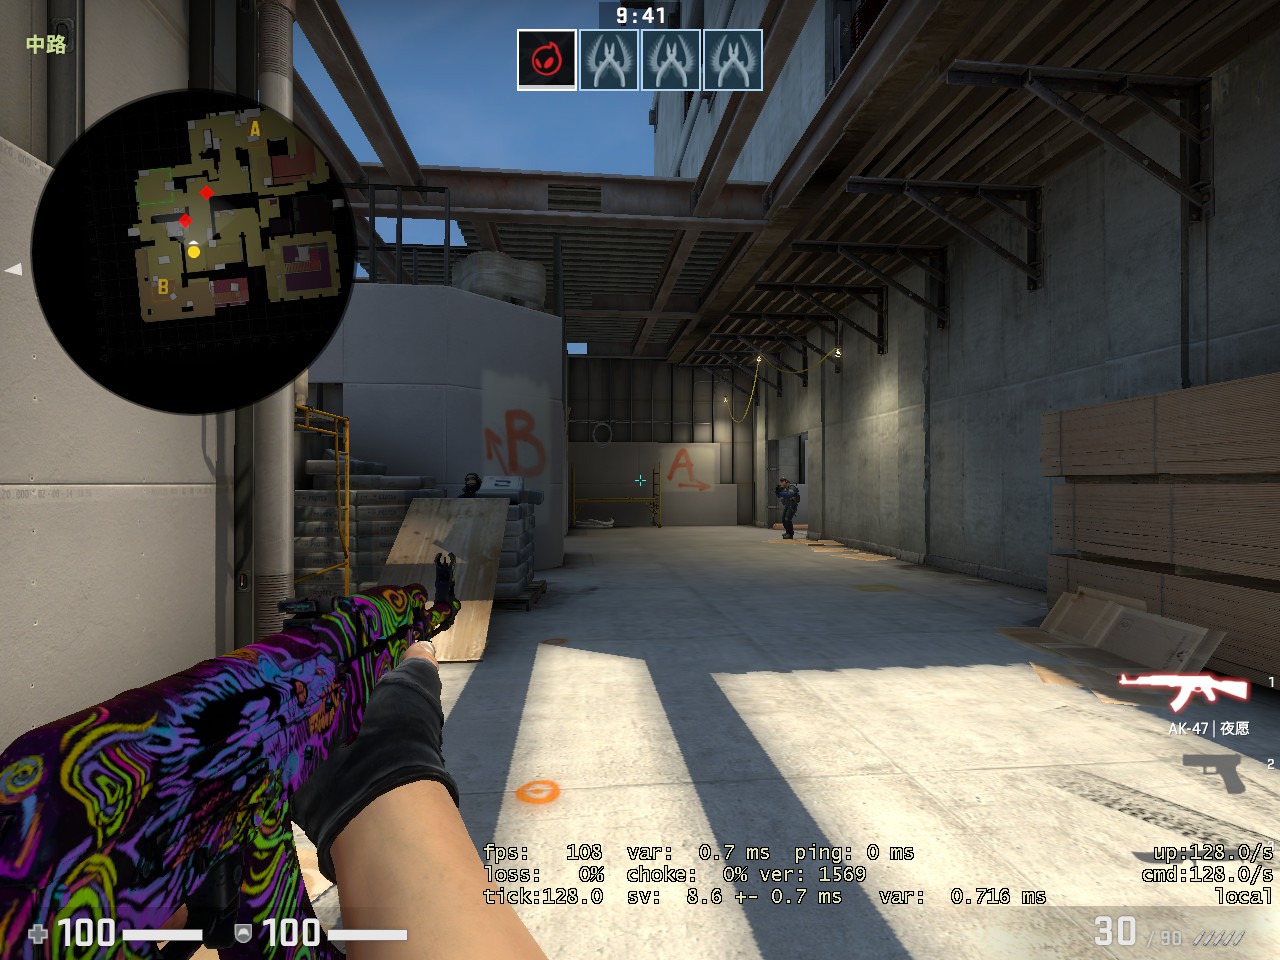 9:41
中路
A
B
B
A
1
AK-47 | 夜愿
2
fps: 108 var: 0.7 ms ping: 0 ms
loss: 0% choke: 0% ver: 1569
tick:128.0 sv: 8.6 +- 0.7 ms var: 0.716 ms
up:128.0/s
cmd:128.0/s
local
100
100
30 / 90